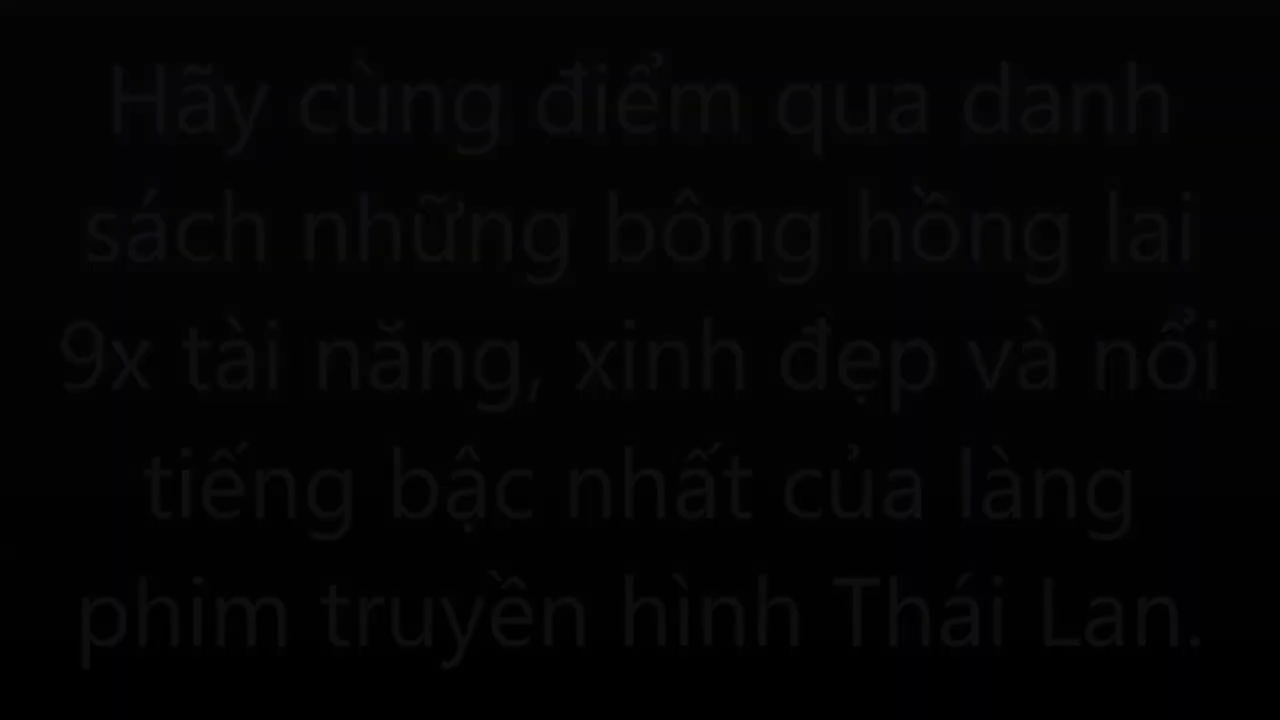 Hãy cùng điểm qua danh
sách những bông hồng lai
9x tài năng, xinh đẹp và nổi
tiếng bậc nhất của làng
phim truyền hình Thái Lan.